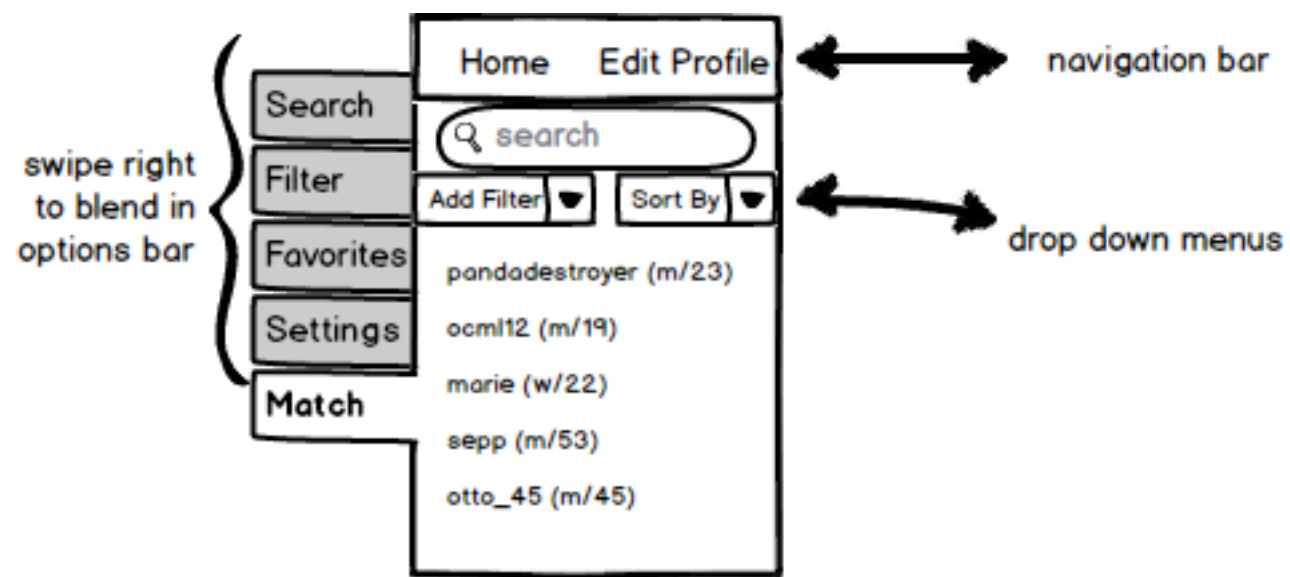 Home Edit Profile
navigation bar
Search
search
swipe right
to blend in
options bar
Filter
Add Filter
Sort By
drop down menus
Favorites
pandadestroyer (m/23)
Settings
ocml12 (m/19)
Match
marie (w/22)
sepp (m/53)
otto_45 (m/45)